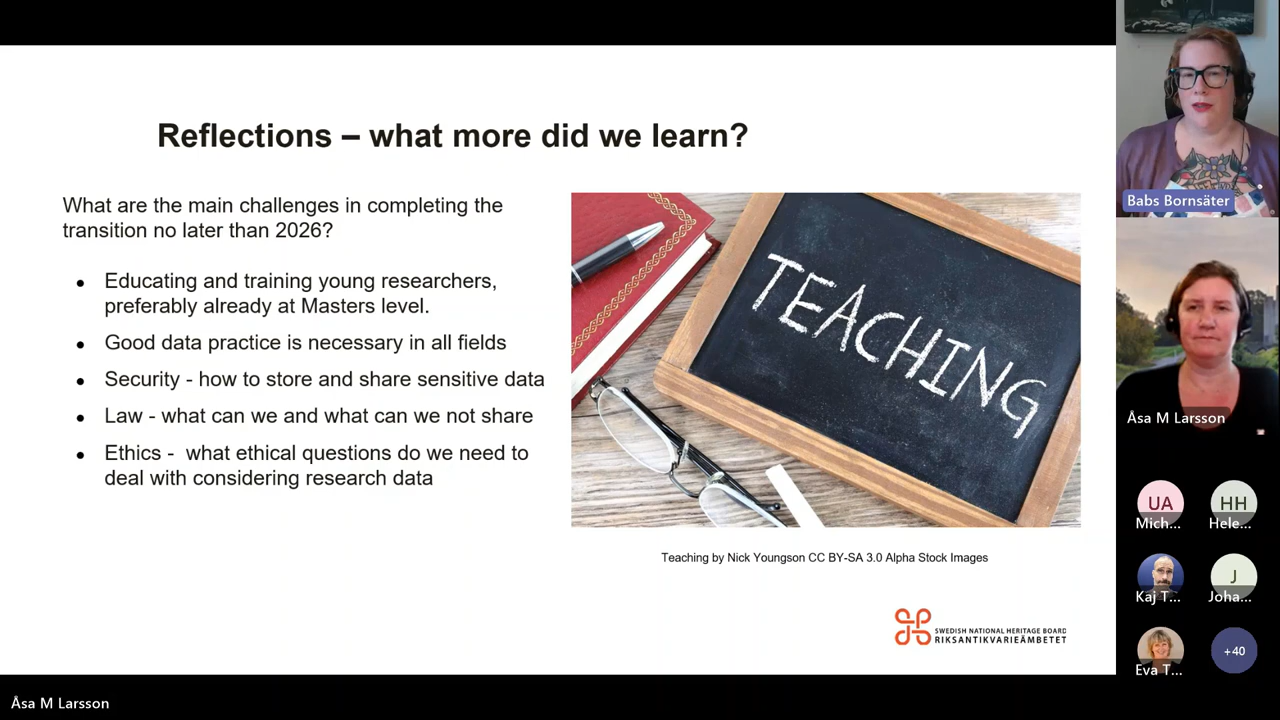 Reflections – what more did we learn?
What are the main challenges in completing the
transition no later than 2026?
• Educating and training young researchers,
preferably already at Masters level.
• Good data practice is necessary in all fields
• Security - how to store and share sensitive data
• Law - what can we and what can we not share
• Ethics - what ethical questions do we need to
deal with considering research data
TEACHING
Teaching by Nick Youngson CC BY-SA 3.0 Alpha Stock Images
SWEDISH NATIONAL HERITAGE BOARD
RIKSANTIKVARIEÄMBETET
Babs Bornsäter
Åsa M Larsson
UA
HH
Mich...
Hele...
J
Kaj T...
Joha...
+40
Eva T...
Åsa M Larsson